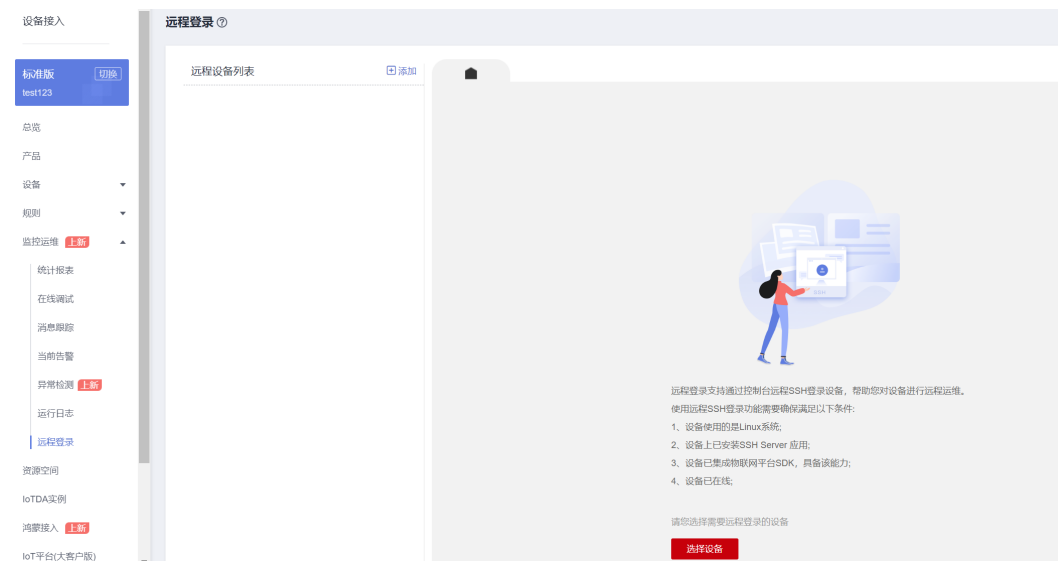 设备接入
标准版
切换
test123
总览
产品
设备
规则
监控运维 上新
统计报表
在线调试
消息跟踪
当前告警
异常检测 上新
运行日志
远程登录
资源空间
IoTDA实例
鸿蒙接入 上新
IoT平台(大客户版)
远程登录
远程设备列表
添加
SSH
远程登录支持通过控制台远程SSH登录设备，帮助您对设备进行远程运维。
使用远程SSH登录功能需要确保满足以下条件:
1、设备使用的是Linux系统;
2、设备上已安装SSH Server 应用;
3、设备已集成物联网平台SDK，具备该能力;
4、设备已在线;
请您选择需要远程登录的设备
选择设备